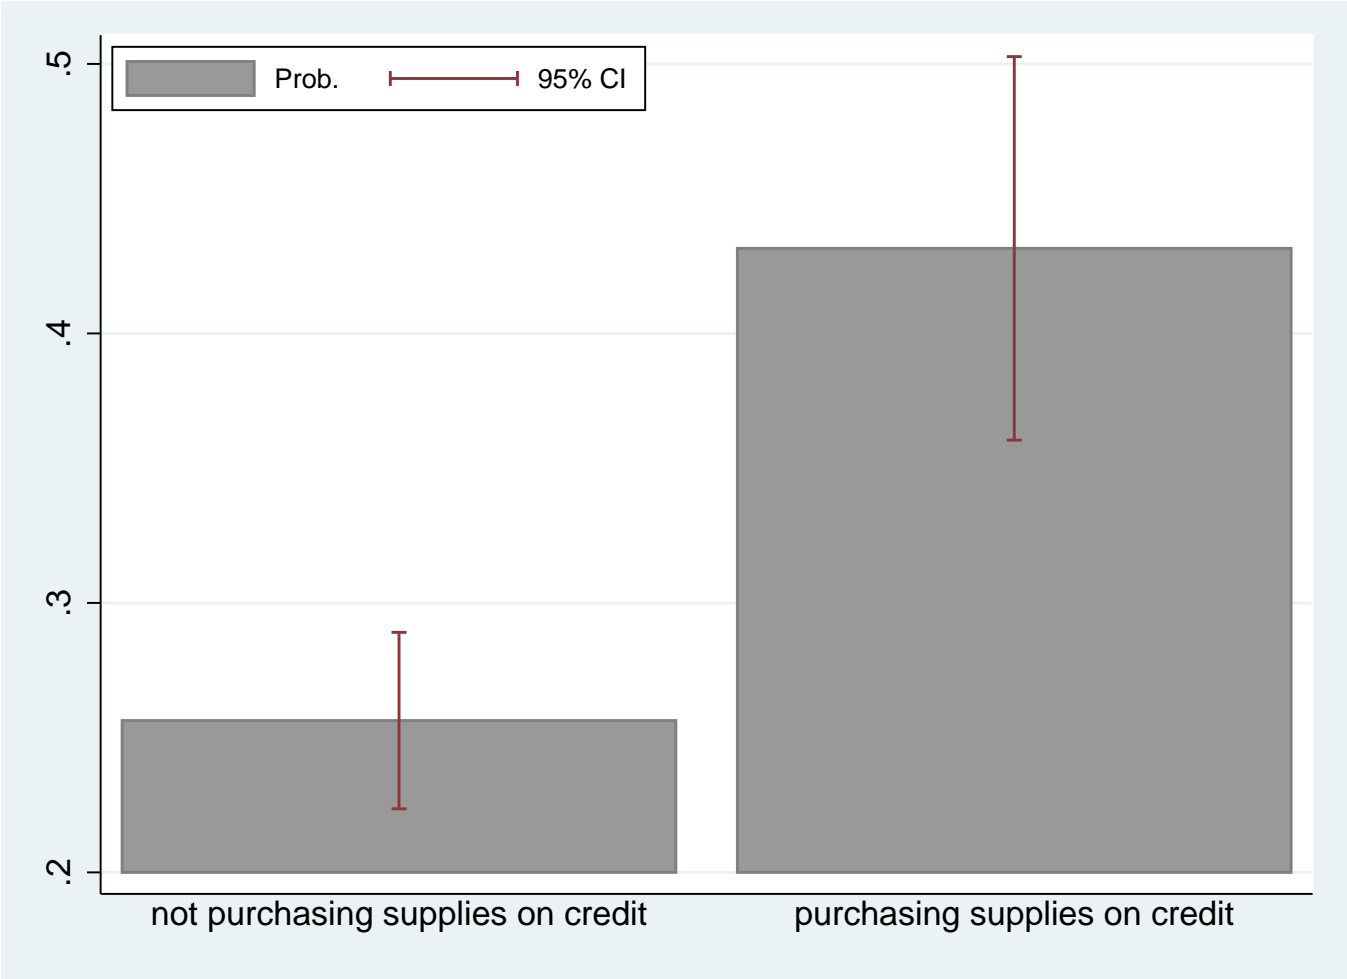 .5
Prob. 95% CI
.4
.3
.2
not purchasing supplies on credit purchasing supplies on credit